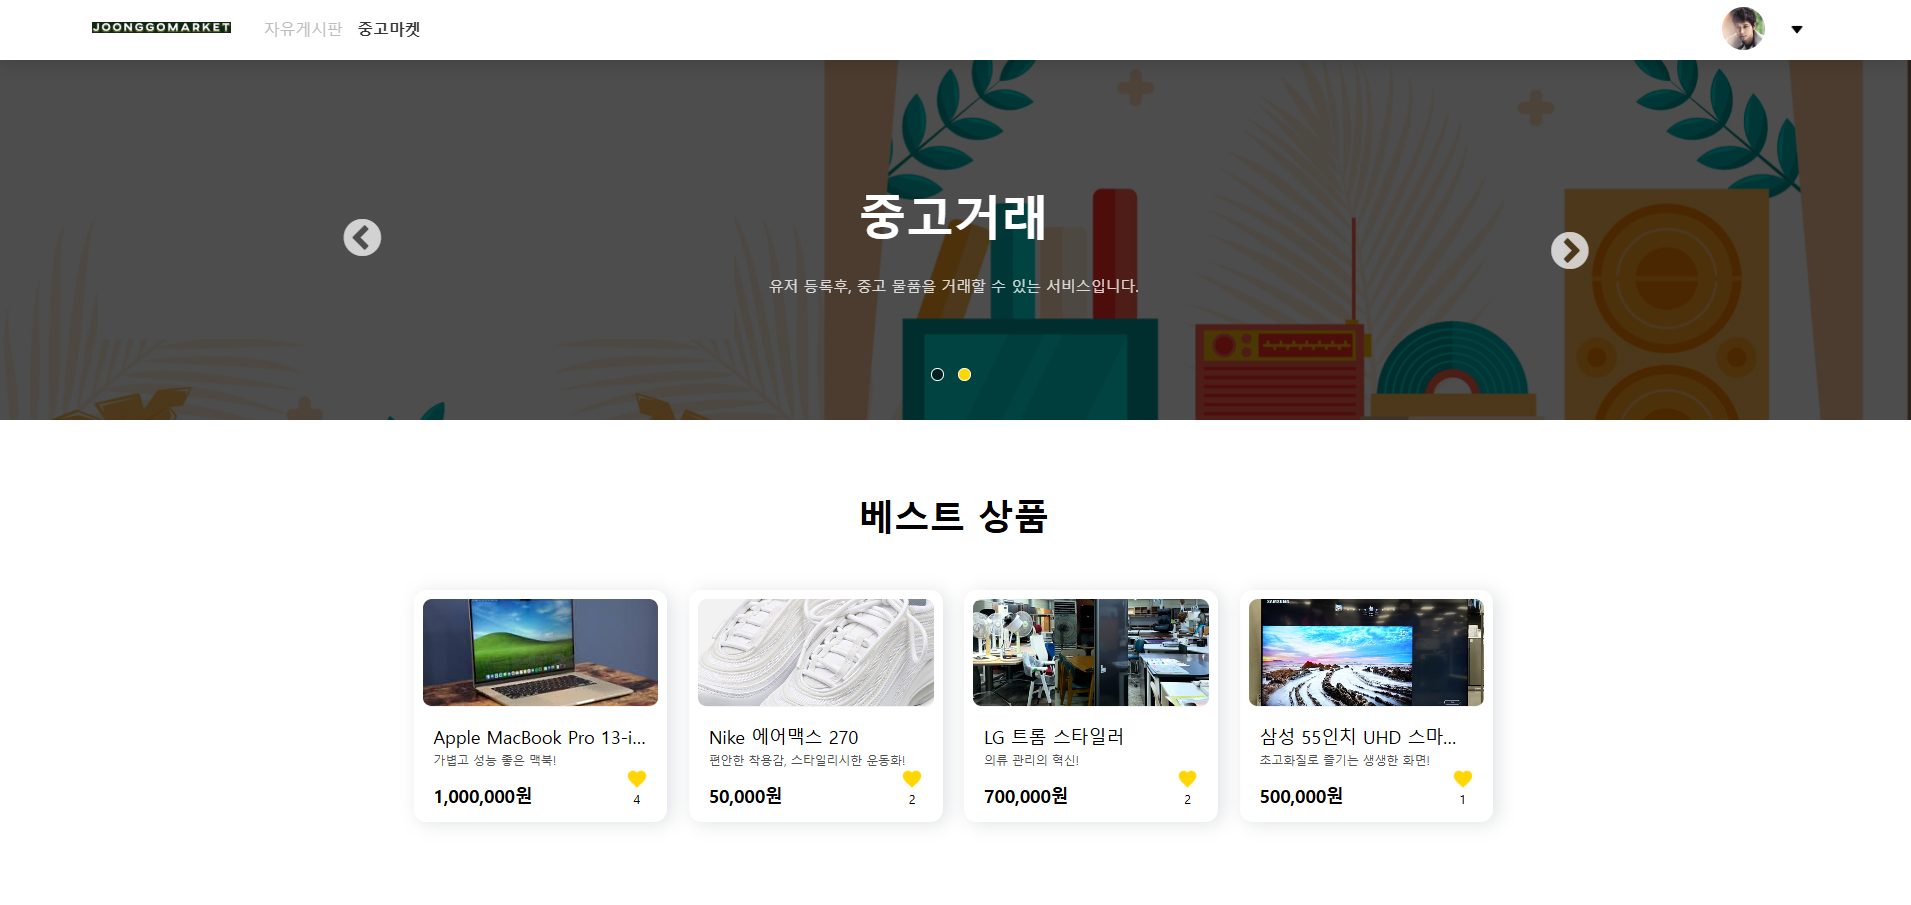 JOONGGOMARKET
자유게시판 중고마켓
중고거래
유저 등록후, 중고 물품을 거래할 수 있는 서비스입니다.
베스트 상품
Apple MacBook Pro 13-i...
가볍고 성능 좋은 맥북!
1,000,000원
4
Nike 에어맥스 270
편안한 착용감, 스타일리시한 운동화!
50,000원
2
LG 트롬 스타일러
의류 관리의 혁신!
700,000원
2
SAMSUNG
삼성 55인치 UHD 스마...
초고화질로 즐기는 생생한 화면!
500,000원
1